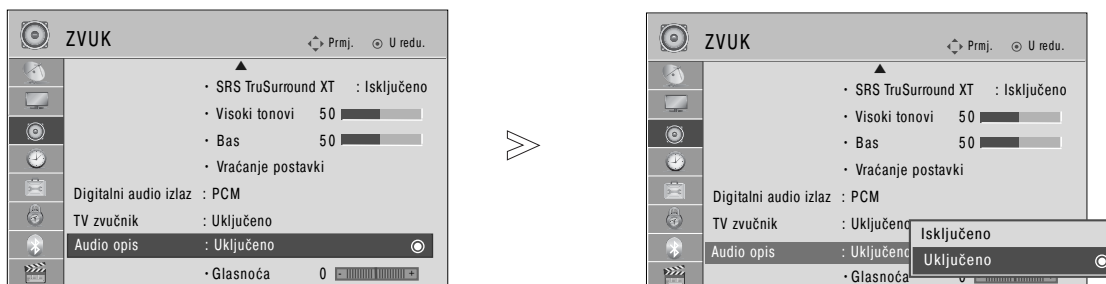 ZVUK Prmj. U redu.
• SRS TruSurround XT : Isključeno
• Visoki tonovi 50
• Bas 50
• Vraćanje postavki
Digitalni audio izlaz : PCM
TV zvučnik : Uključeno
Audio opis : Uključeno
• Glasnoća 0 - +
ZVUK Prmj. U redu.
• SRS TruSurround XT : Isključeno
• Visoki tonovi 50
• Bas 50
• Vraćanje postavki
Digitalni audio izlaz : PCM
TV zvučnik : Uključeno
Isključeno
Audio opis : Uključeno
Uključeno
• Glasnoća 0